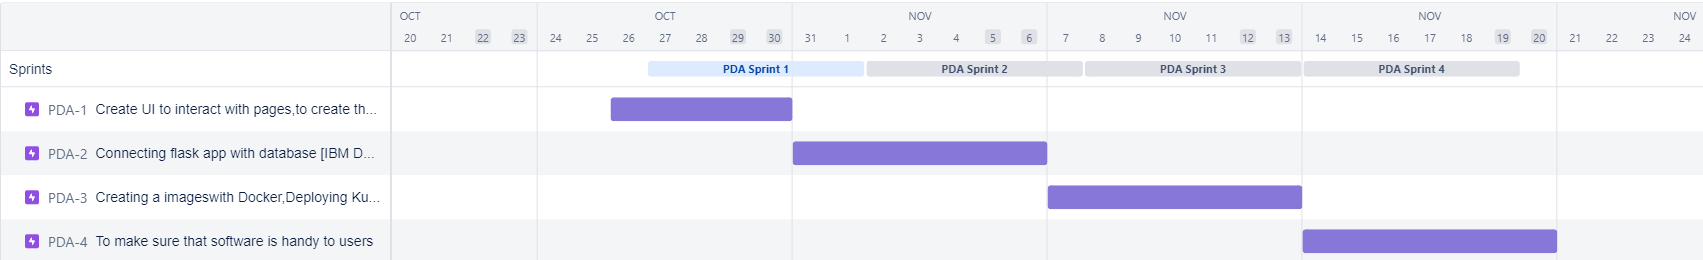 OCT OCT NOV NOV NOV NOV
20 21 22 23 24 25 26 27 28 29 30 31 1 2 3 4 5 6 7 8 9 10 11 12 13 14 15 16 17 18 19 20 21 22 23 24
Sprints PDA Sprint 1 PDA Sprint 2 PDA Sprint 3 PDA Sprint 4
PDA-1 Create UI to interact with pages,to create th...
PDA-2 Connecting flask app with database [IBM D...
PDA-3 Creating a imageswith Docker,Deploying Ku...
PDA-4 To make sure that software is handy to users